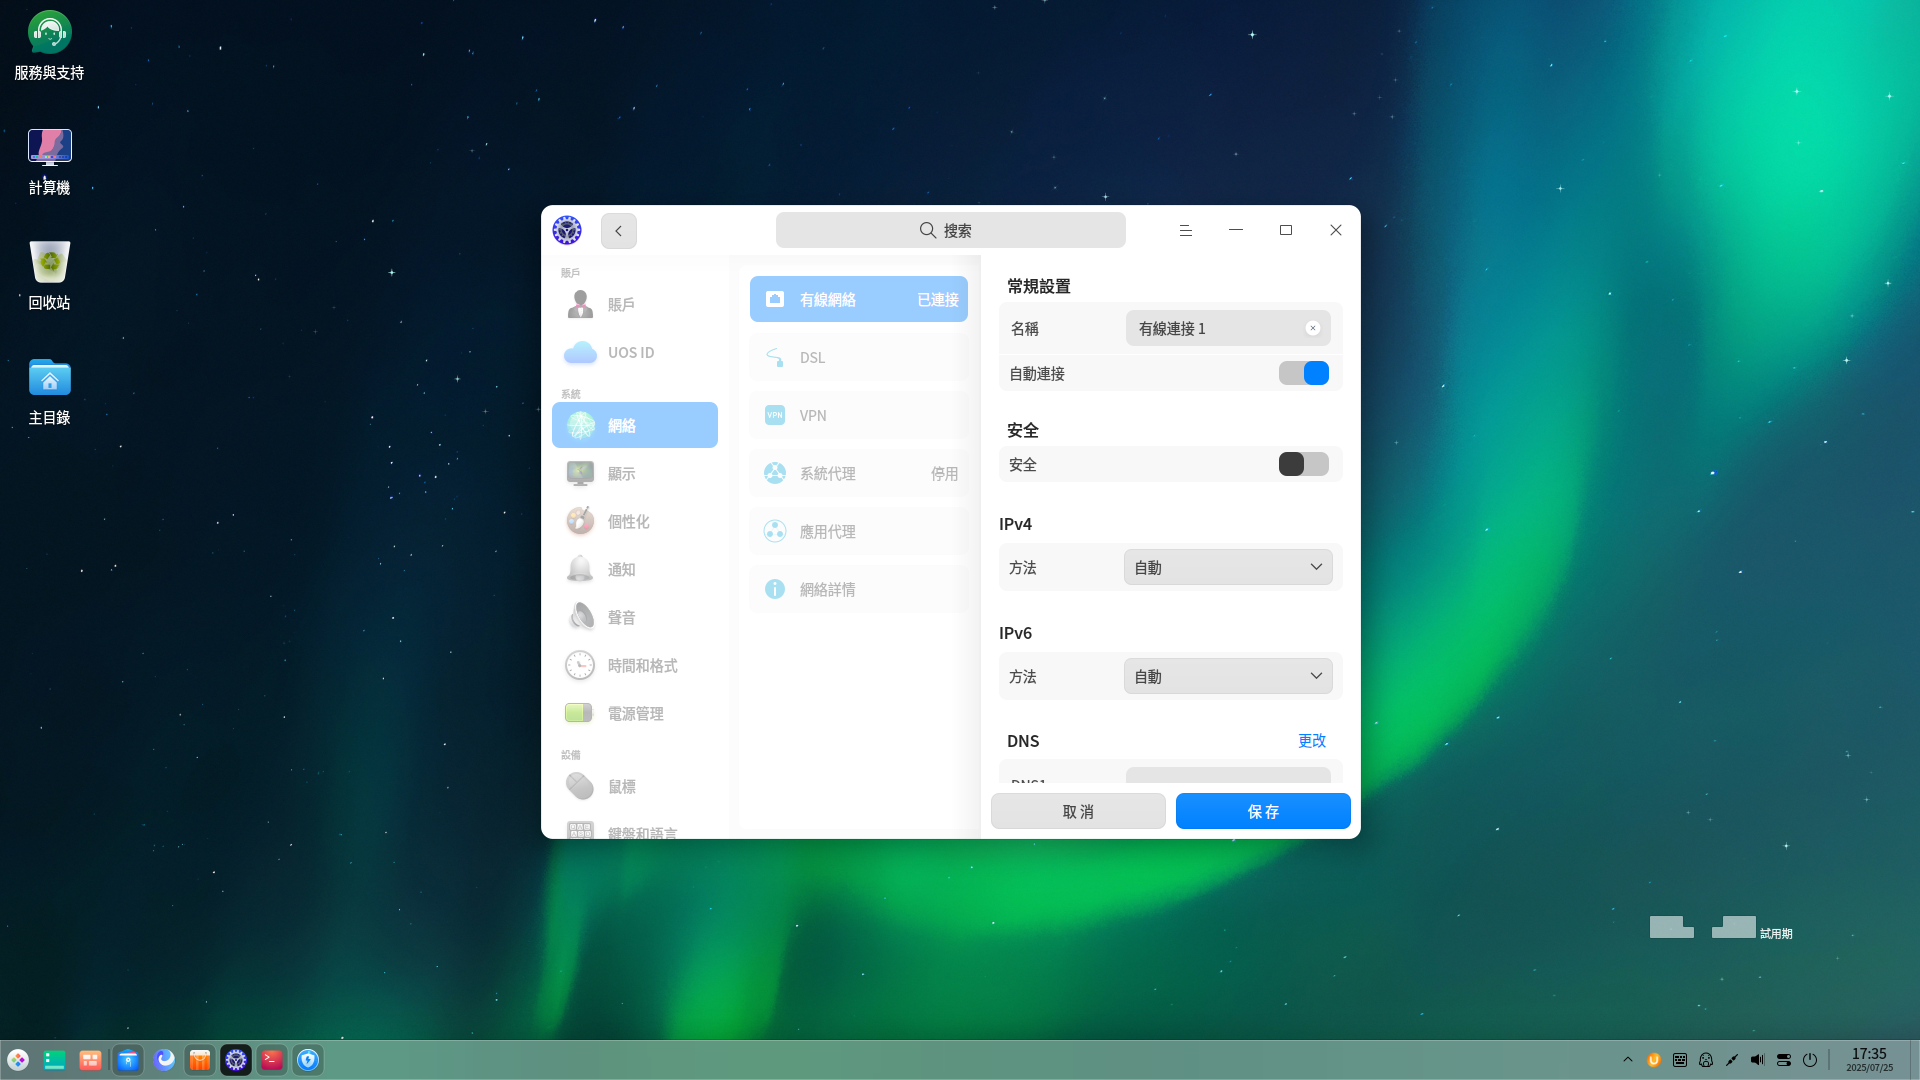 服務與支持
計算機
回收站
主目錄
搜索
賬戶
賬戶
UOS ID
系統
網絡
顯示
個性化
通知
聲音
時間和格式
電源管理
設備
鼠標
鍵盤和語言
有線網絡 已連接
DSL
VPN
VPN
系統代理 停用
應用代理
網絡詳情
常規設置
名稱 有線連接 1
自動連接
安全
安全
IPv4
方法 自動
IPv6
方法 自動
DNS 更改
DNS1
取消 保存
試用期
17:35
2025/07/25